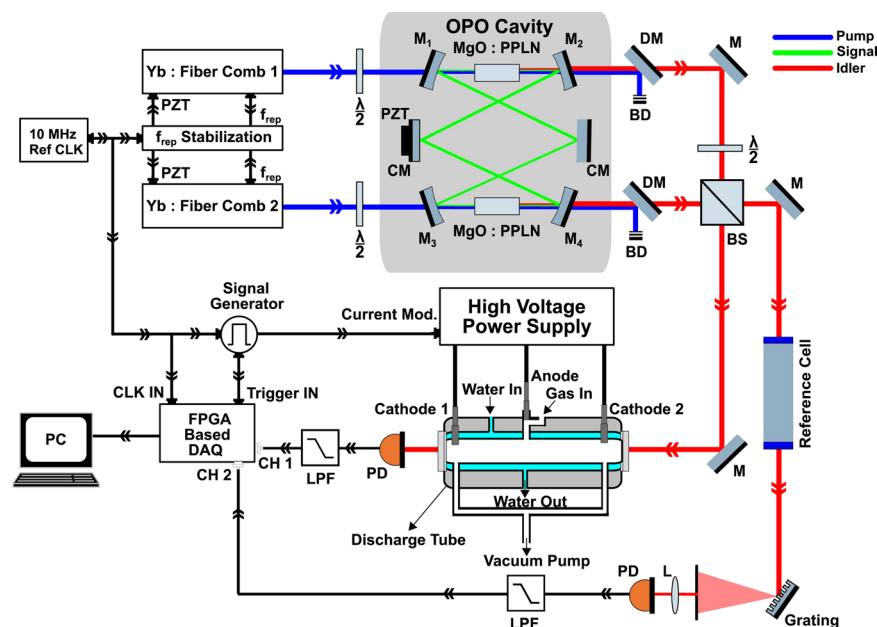 OPO Cavity
M1
MgO : PPLN
M2
DM
M
Pump
Signal
Idler
Yb : Fiber Comb 1
λ
2
BD
PZT
frep
10 MHz
Ref CLK
frep Stabilization
PZT
CM
CM
λ
2
PZT
frep
Yb : Fiber Comb 2
λ
2
M3
MgO : PPLN
M4
DM
BD
BS
M
Signal
Generator
Current Mod.
High Voltage
Power Supply
Reference Cell
CLK IN
Trigger IN
Water In
Anode
Gas In
Cathode 1
Cathode 2
PC
FPGA
Based
DAQ
CH 1
CH 2
LPF
PD
M
Water Out
Discharge Tube
Vacuum Pump
LPF
PD
L
Grating